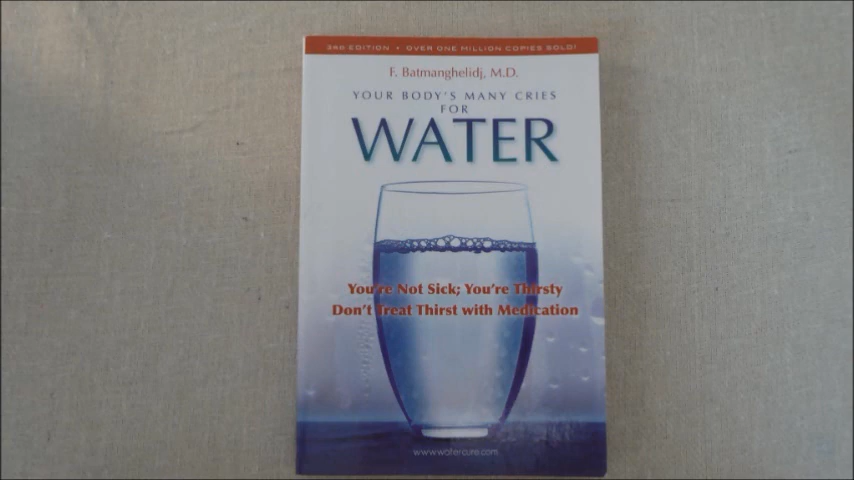 3RD EDITION • OVER ONE MILLION COPIES SOLD!
F. Batmanghelidj, M.D.
YOUR BODY'S MANY CRIES
FOR
WATER
You're Not Sick; You're Thirsty
Don't Treat Thirst with Medication
www.watercure.com